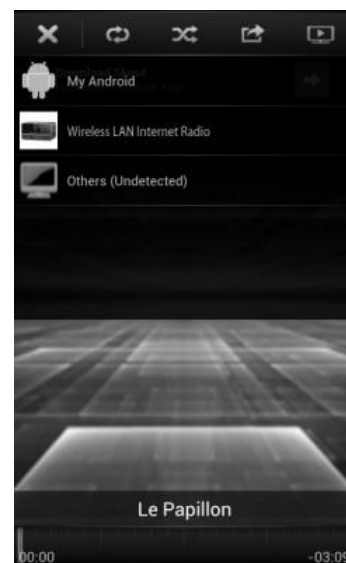 My Android
Wireless LAN Internet Radio
Others (Undetected)
Le Papillon
00:00
-03:09